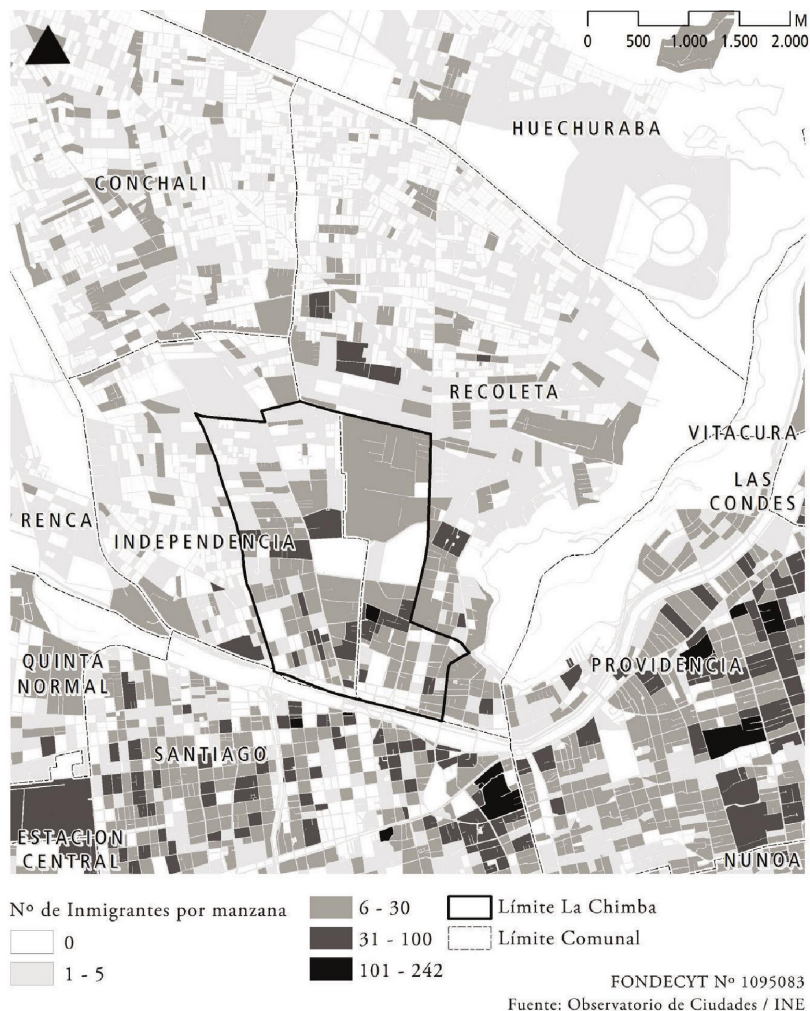 M
0 500 1.000 1.500 2.000
HUECHURABA
CONCHALI
RECOLETA
VITACURA
LAS
CONDES
RENCA
INDEPENDENCIA
QUINTA
NORMAL
PROVIDENCIA
SANTIAGO
ESTACION
CENTRAL
ÑUÑOA
Nº de Inmigrantes por manzana
0
1 - 5
6 - 30
31 - 100
101 - 242
Límite La Chimba
Límite Comunal
FONDECYT Nº 1095083
Fuente: Observatorio de Ciudades / INE